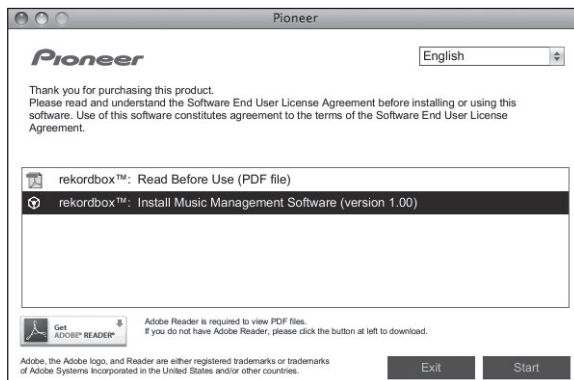 Pioneer
Pioneer
English
Thank you for purchasing this product.
Please read and understand the Software End User License Agreement before installing or using this
software. Use of this software constitutes agreement to the terms of the Software End User License
Agreement.
rekordbox™: Read Before Use (PDF file)
rekordbox™: Install Music Management Software (version 1.00)
Get
ADOBE® READER®
Adobe Reader is required to view PDF files.
If you do not have Adobe Reader, please click the button at left to download.
Adobe, the Adobe logo, and Reader are either registered trademarks or trademarks
of Adobe Systems Incorporated in the United States and/or other countries.
Exit
Start